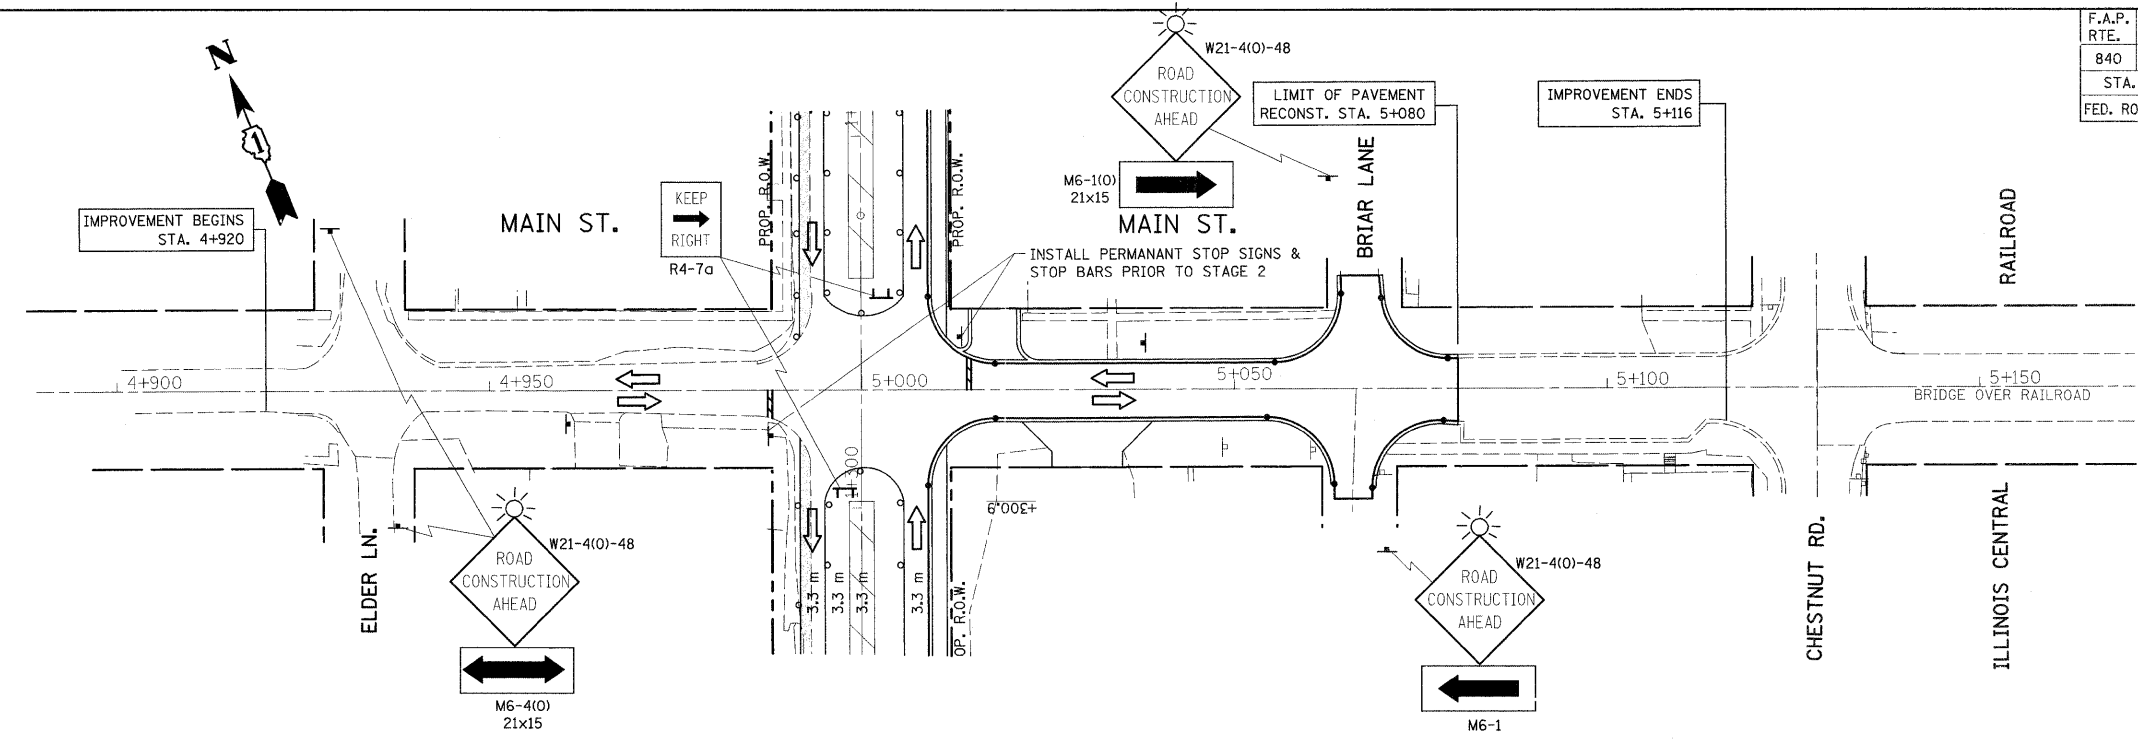 F.A.P.
RTE.
840
STA.
FED. RO
N
1
W21-4(O)-48
ROAD
CONSTRUCTION
AHEAD
M6-1(O)
21x15
LIMIT OF PAVEMENT
RECONST. STA. 5+080
IMPROVEMENT ENDS
STA. 5+116
IMPROVEMENT BEGINS
STA. 4+920
MAIN ST.
KEEP
RIGHT
R4-7a
PROP. R.O.W.
PROP. R.O.W.
MAIN ST.
INSTALL PERMANANT STOP SIGNS &
STOP BARS PRIOR TO STAGE 2
BRIAR LANE
RAILROAD
4+900
4+950
5+000
5+050
5+100
5+150
BRIDGE OVER RAILROAD
+300.9
ELDER LN.
W21-4(O)-48
ROAD
CONSTRUCTION
AHEAD
M6-4(O)
21x15
3.3 m
3.3 m
3.3 m
3.3 m
OP. R.O.W.
W21-4(O)-48
ROAD
CONSTRUCTION
AHEAD
M6-1
CHESTNUT RD.
ILLINOIS CENTRAL